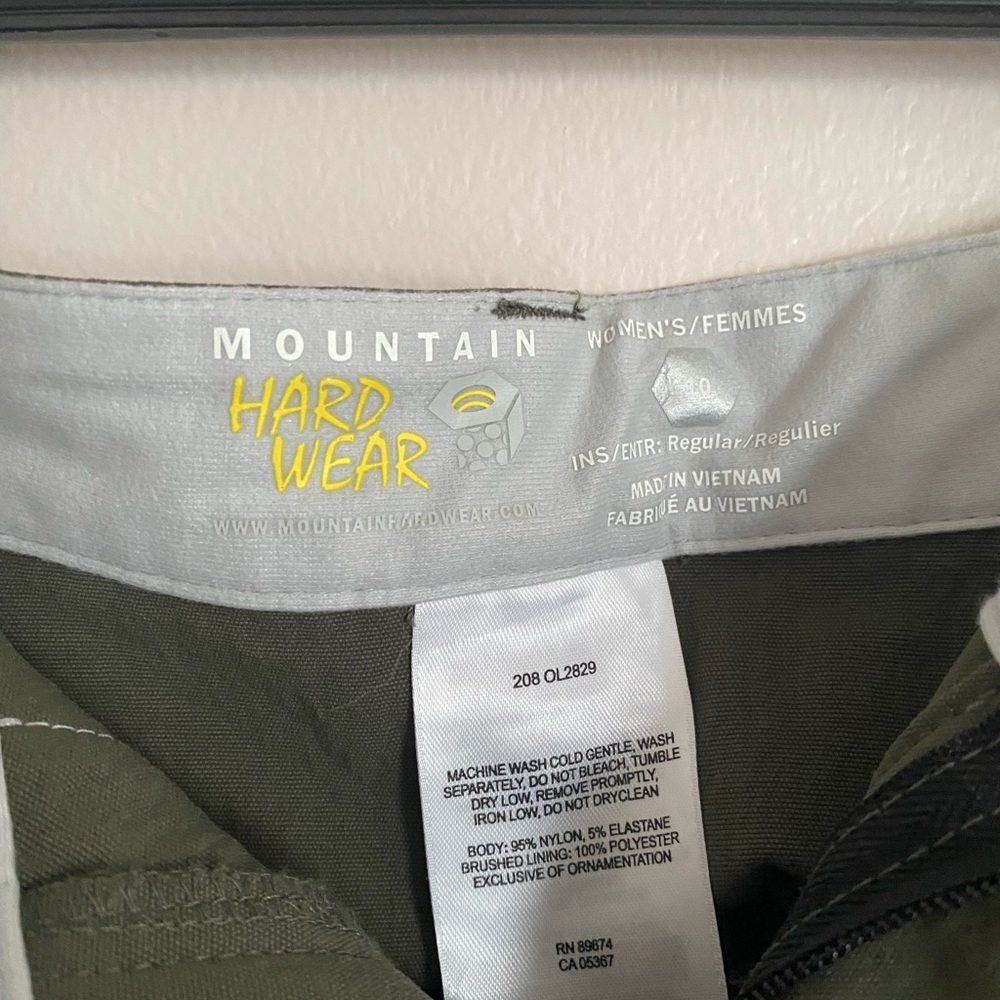 MOUNTAIN
HARD
WEAR
WWW.MOUNTAINHARDWEAR.COM
WOMEN'S/FEMMES
10
INS/ENTR: Regular/Regulier
MADE IN VIETNAM
FABRIQUÉ AU VIETNAM
208 OL2829
MACHINE WASH COLD GENTLE, WASH
SEPARATELY, DO NOT BLEACH, TUMBLE
DRY LOW, REMOVE PROMPTLY,
IRON LOW, DO NOT DRYCLEAN
BODY: 95% NYLON, 5% ELASTANE
BRUSHED LINING: 100% POLYESTER
EXCLUSIVE OF ORNAMENTATION
RN 89674
CA 05367